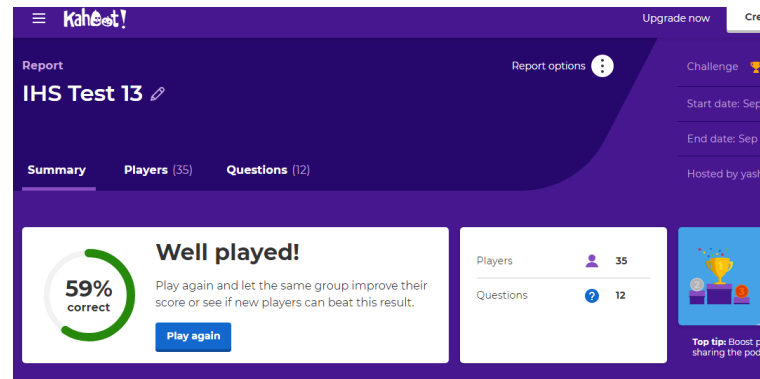 Kahoot!
Upgrade now
Cre
Report
IHS Test 13
Report options
Challenge
Start date: Sep
End date: Sep
Hosted by yash
Summary
Players (35)
Questions (12)
59%
correct
Well played!
Play again and let the same group improve their
score or see if new players can beat this result.
Play again
Players 35
Questions ? 12
2
3
Top tip: Boost p
sharing the pod